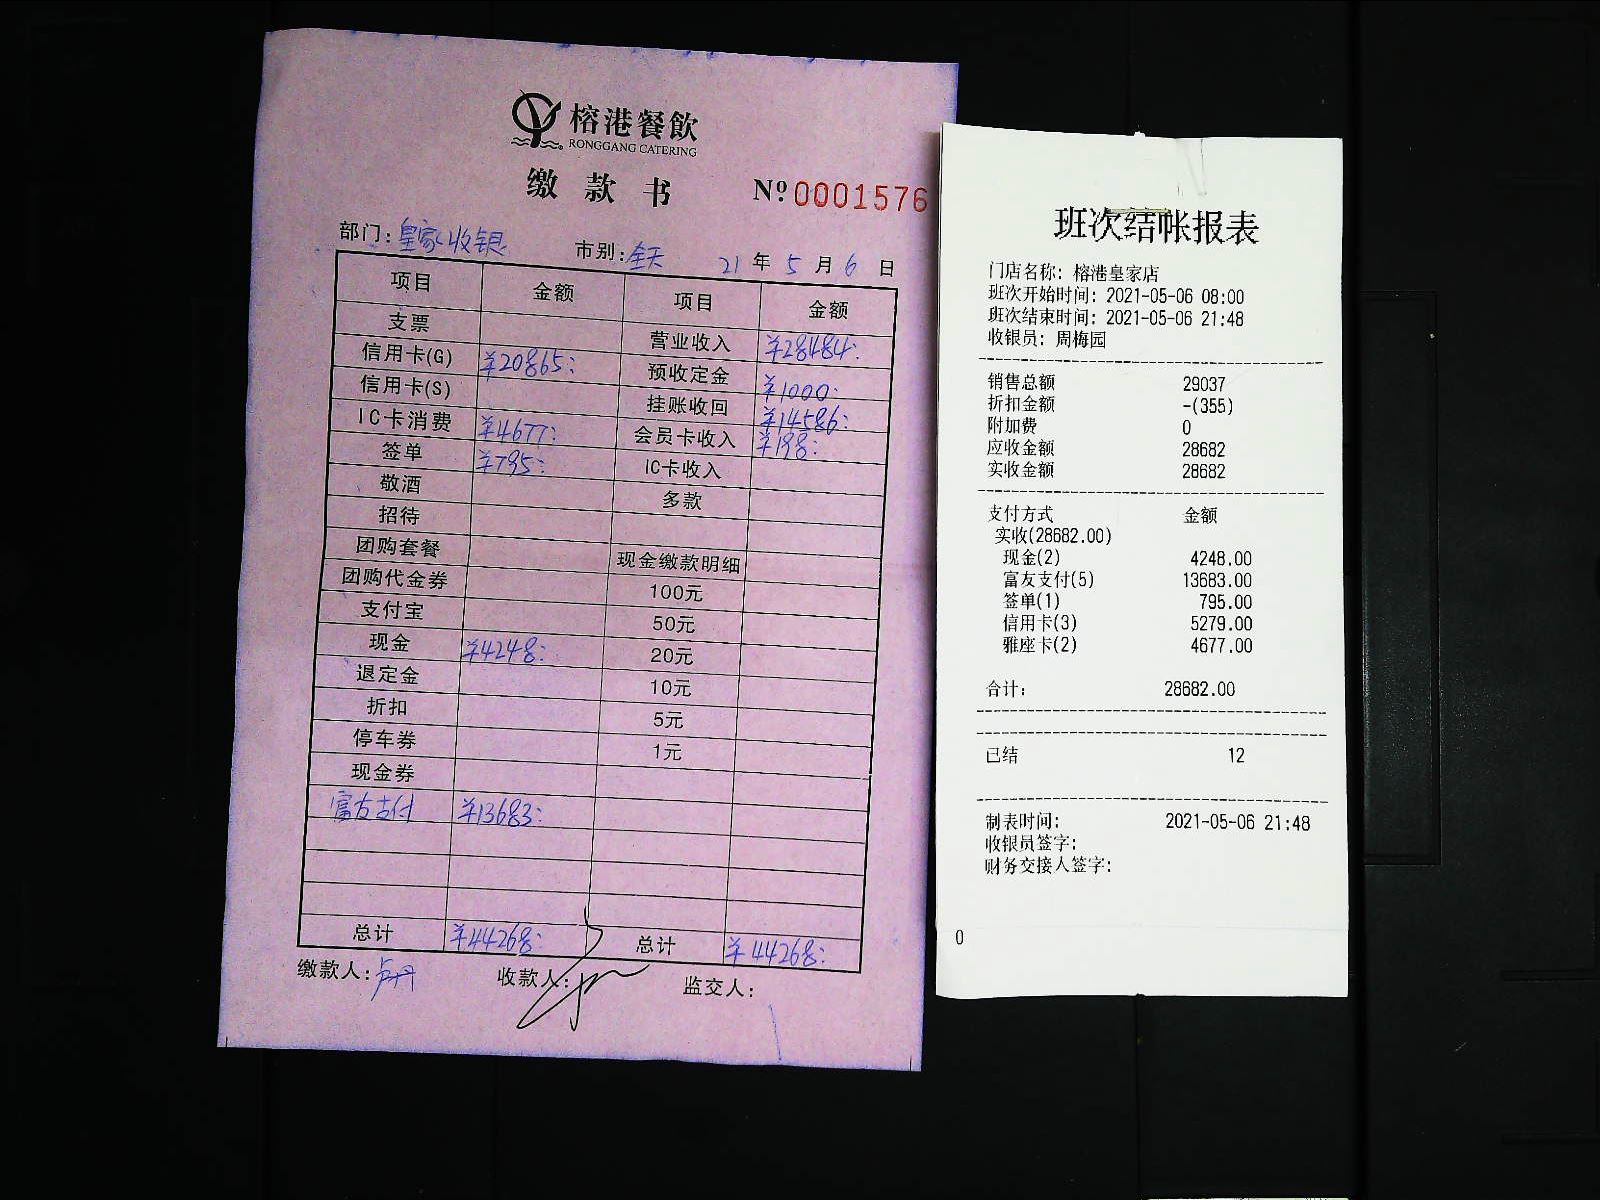 榕港餐飲
RONGGANG CATERING
缴款书 Nº0001576
部门:皇家收银 市别:全天 21年5月6日
项目 金额 项目 金额
支票 营业收入 ¥28484:
信用卡(G) ¥20865: 预收定金 ¥1000:
信用卡(S) 挂账收回 ¥14586:
IC卡消费 ¥4677: 会员卡收入 ¥198:
签单 ¥795: IC卡收入
敬酒 多款
招待
团购套餐 现金缴款明细
团购代金券 100元
支付宝 50元
现金 ¥4248: 20元
退定金 10元
折扣 5元
停车券 1元
现金券
富友支付 ¥13683:
总计 ¥44268: 总计 ¥44268:
缴款人:卢丹 收款人: 监交人:
班次结帐报表
门店名称: 榕港皇家店
班次开始时间: 2021-05-06 08:00
班次结束时间: 2021-05-06 21:48
收银员: 周梅园
销售总额 29037
折扣金额 -(355)
附加费 0
应收金额 28682
实收金额 28682
支付方式 金额
实收(28682.00)
现金(2) 4248.00
富友支付(5) 13683.00
签单(1) 795.00
信用卡(3) 5279.00
雅座卡(2) 4677.00
合计: 28682.00
已结 12
制表时间: 2021-05-06 21:48
收银员签字:
财务交接人签字:
0